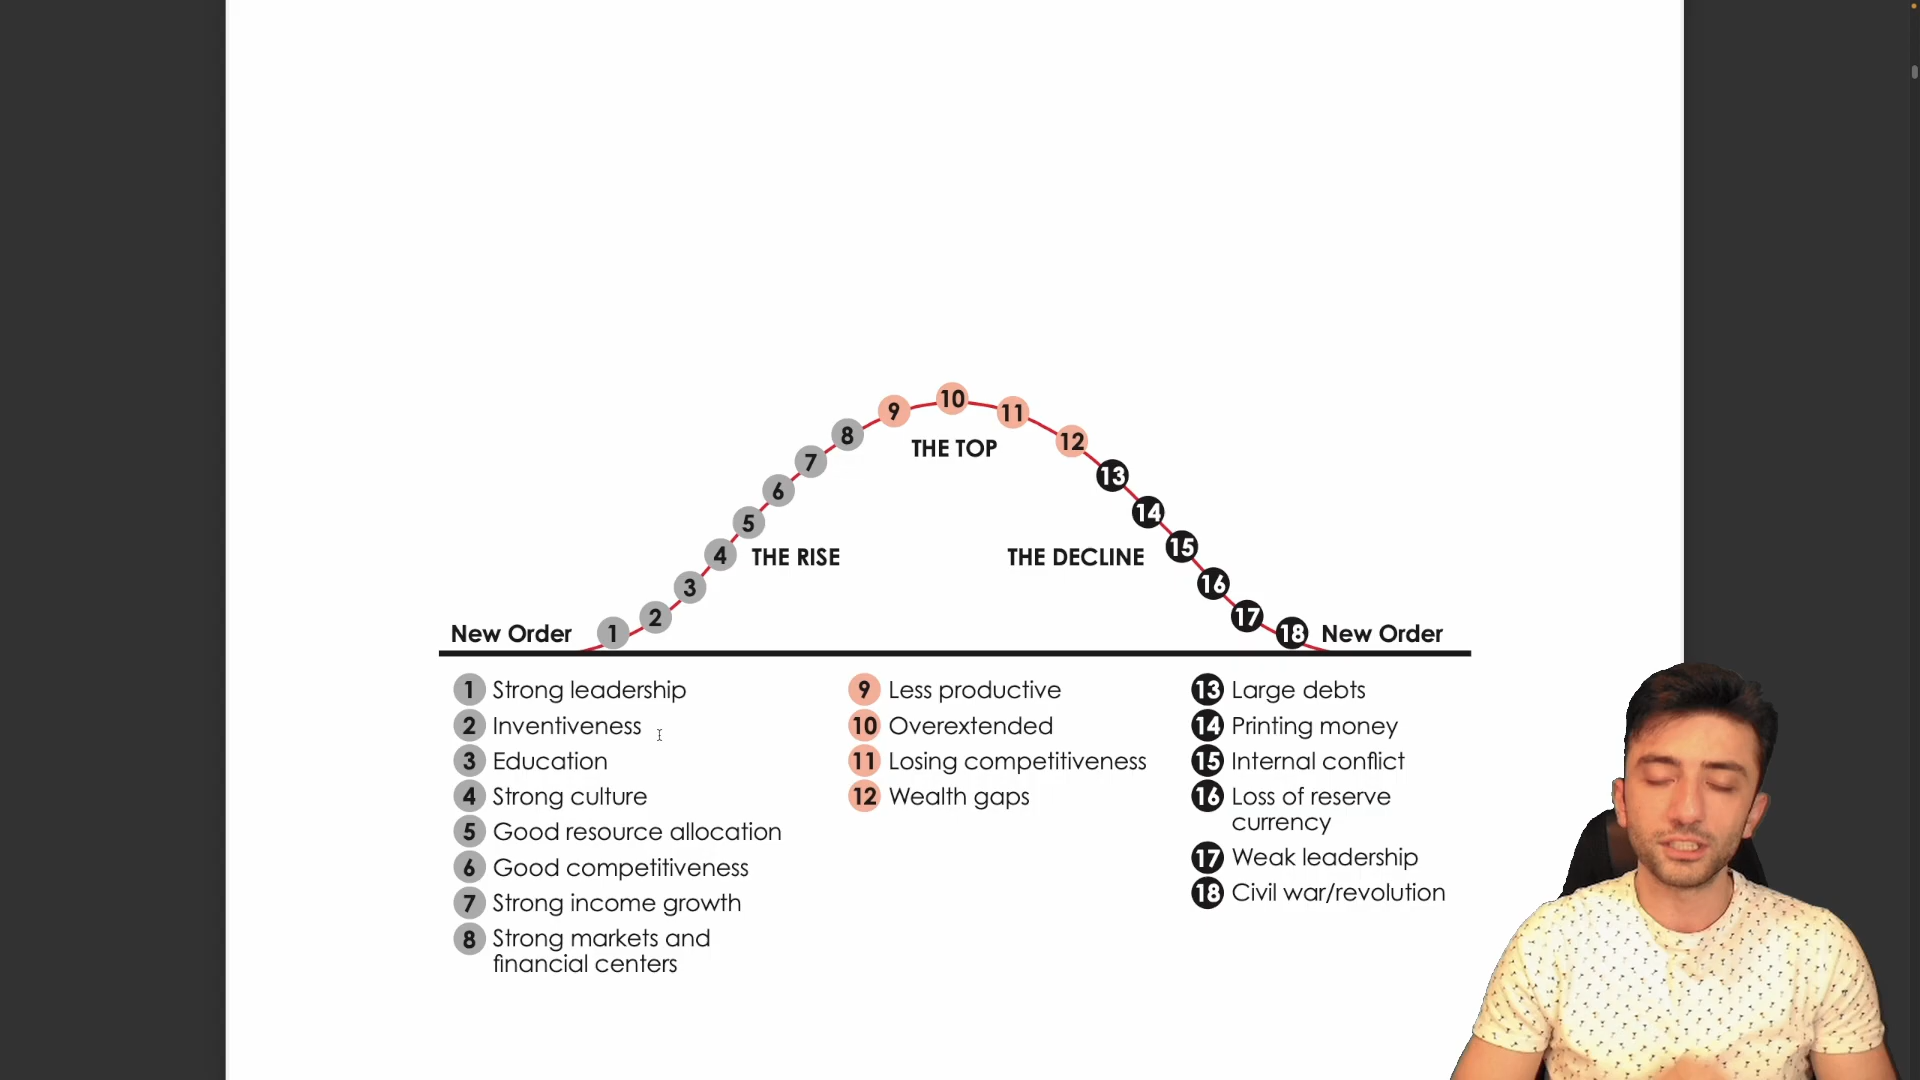 9 10 11
8 12
THE TOP
7 13
6 14
5 15
4 THE RISE THE DECLINE 16
3 17
2
New Order 1 18 New Order
1 Strong leadership
2 Inventiveness
3 Education
4 Strong culture
5 Good resource allocation
6 Good competitiveness
7 Strong income growth
8 Strong markets and
financial centers
9 Less productive
10 Overextended
11 Losing competitiveness
12 Wealth gaps
13 Large debts
14 Printing money
15 Internal conflict
16 Loss of reserve
currency
17 Weak leadership
18 Civil war/revolution